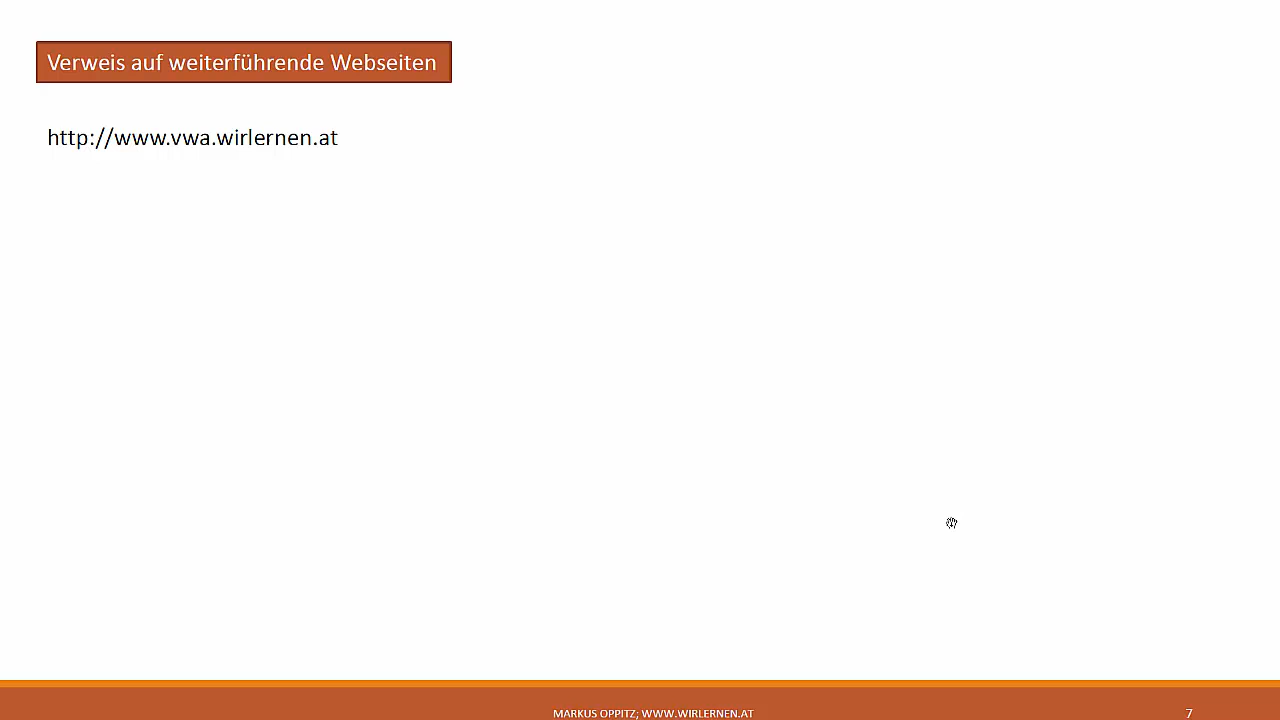 Verweis auf weiterführende Webseiten
http://www.vwa.wirlernen.at
MARKUS OPPITZ; WWW.WIRLERNEN.AT
7